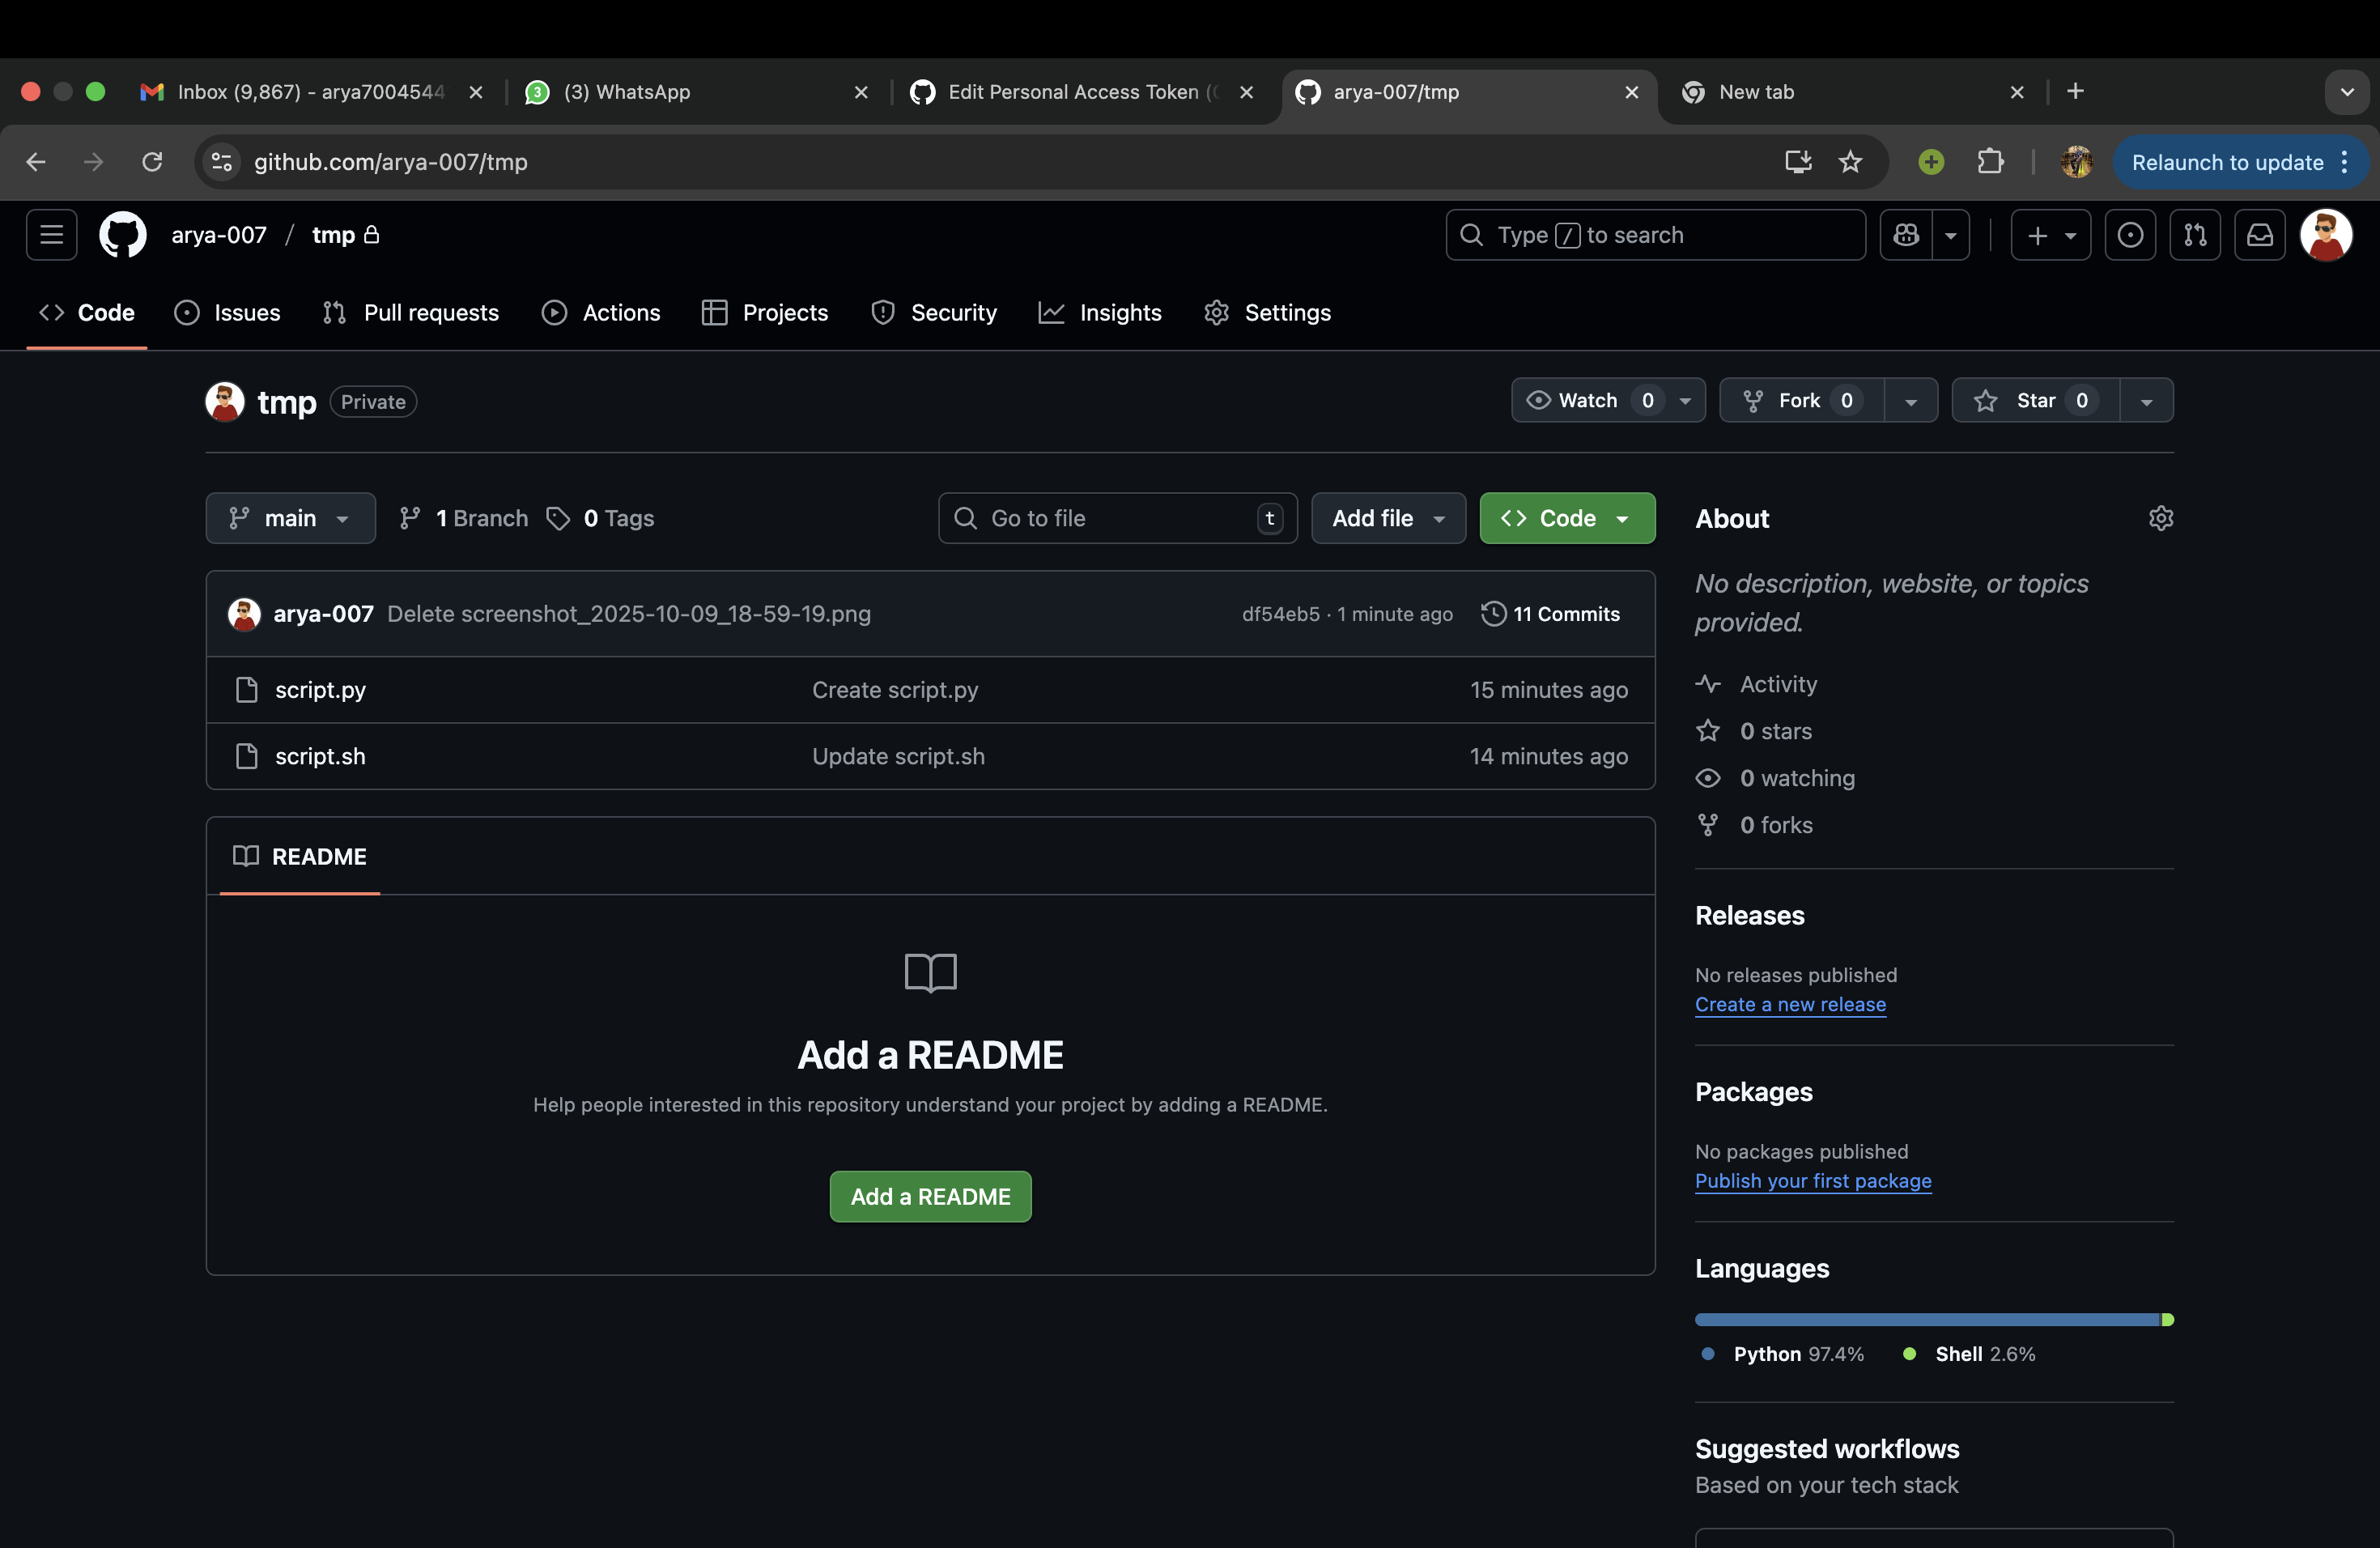 Inbox (9,867) - arya7004544
3
(3) WhatsApp
Edit Personal Access Token (
arya-007/tmp
New tab
github.com/arya-007/tmp
Relaunch to update
arya-007 / tmp
Type / to search
Code
Issues
Pull requests
Actions
Projects
Security
Insights
Settings
tmp Private
Watch 0
Fork 0
Star 0
main
1 Branch
0 Tags
Go to file t
Add file
Code
arya-007 Delete screenshot_2025-10-09_18-59-19.png df54eb5 · 1 minute ago 11 Commits
script.py Create script.py 15 minutes ago
script.sh Update script.sh 14 minutes ago
README
Add a README
Help people interested in this repository understand your project by adding a README.
Add a README
About
No description, website, or topics
provided.
Activity
0 stars
0 watching
0 forks
Releases
No releases published
Create a new release
Packages
No packages published
Publish your first package
Languages
Python 97.4% Shell 2.6%
Suggested workflows
Based on your tech stack